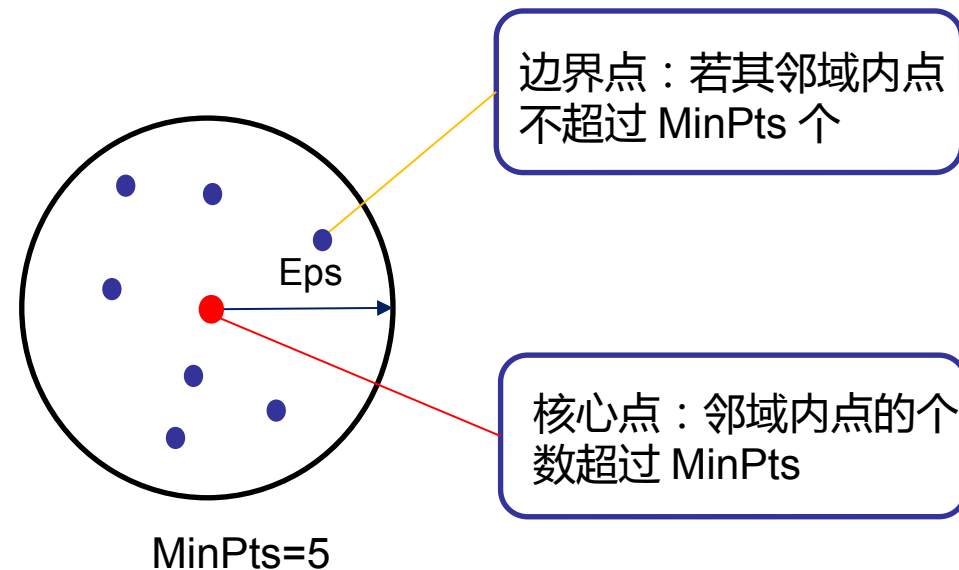 边界点：若其邻域内点
不超过 MinPts 个
Eps
核心点：邻域内点的个
数超过 MinPts
MinPts=5